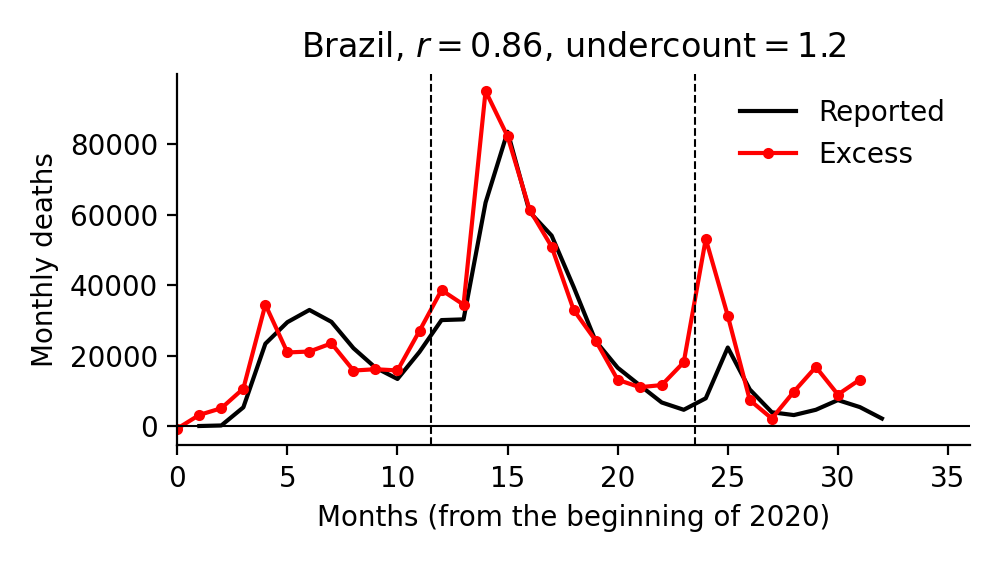 Brazil, r = 0.86, undercount = 1.2
Reported
Excess
Monthly deaths
80000
60000
40000
20000
0
0 5 10 15 20 25 30 35
Months (from the beginning of 2020)